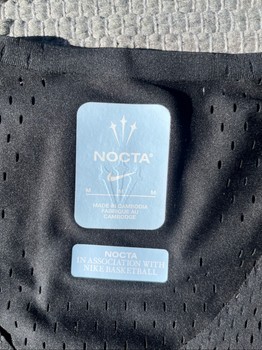 NOCTA®
MADE IN CAMBODIA
FABRIQUÉ AU
CAMBODGE
NOCTA
IN ASSOCIATION WITH
NIKE BASKETBALL